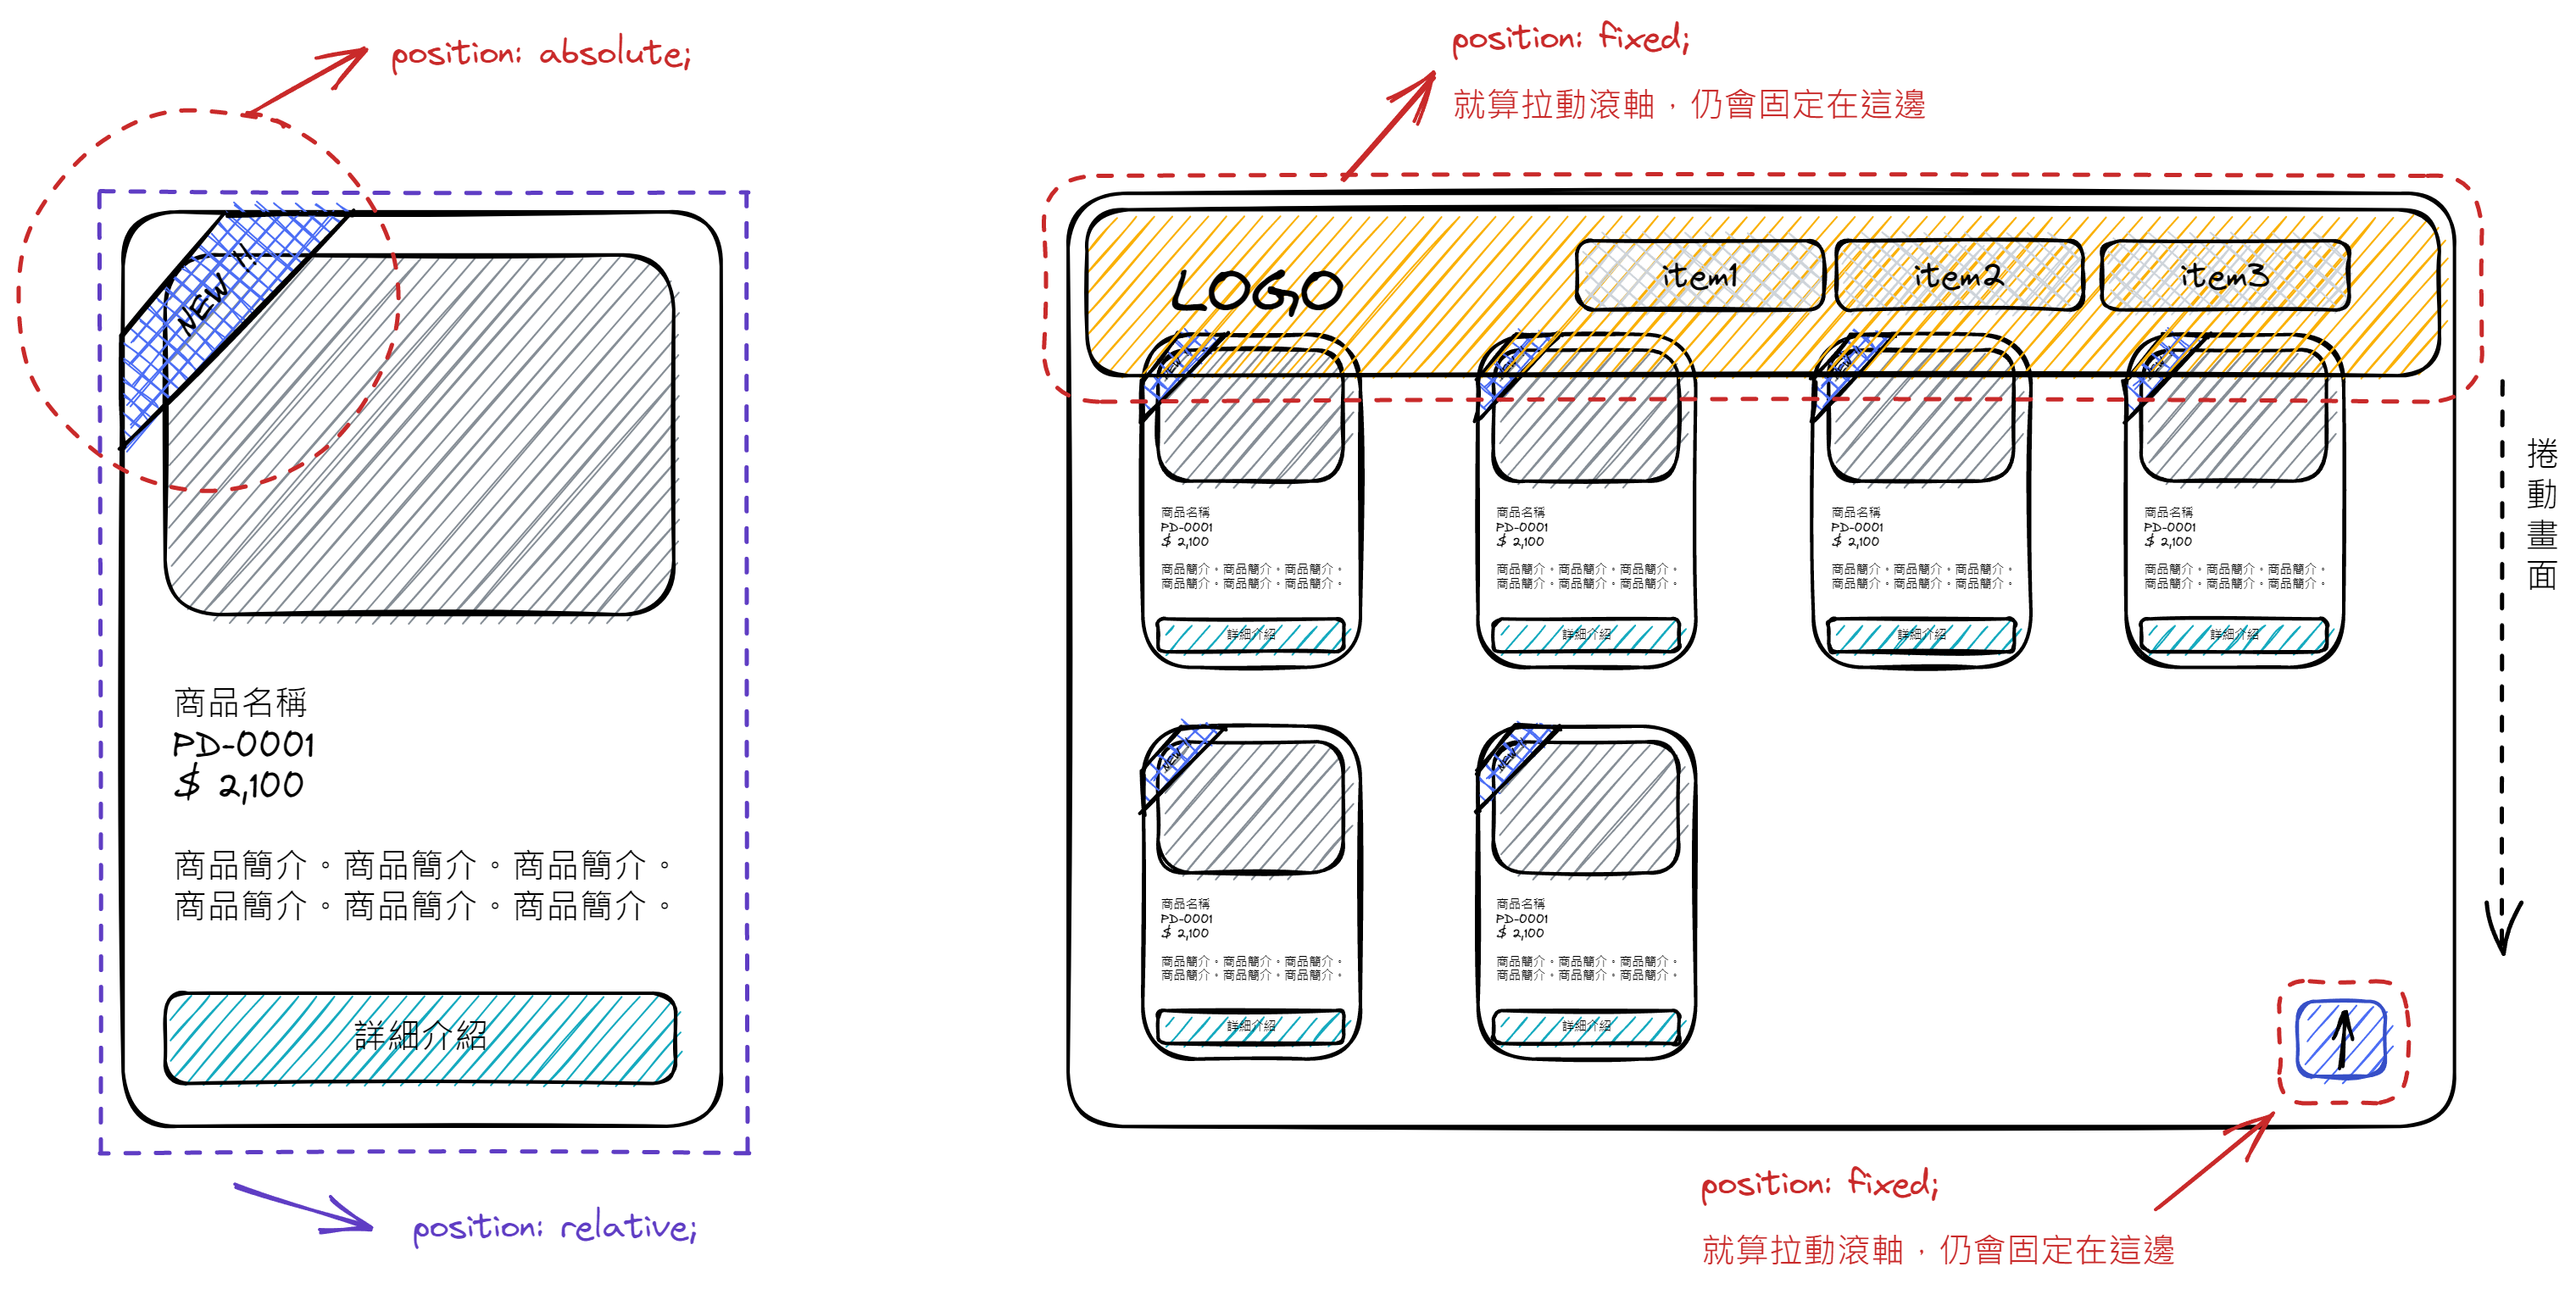 position: absolute;
NEW !!
商品名稱
PD-0001
$ 2,100
商品簡介。商品簡介。商品簡介。
商品簡介。商品簡介。商品簡介。
詳細介紹
position: relative;
position: fixed;
就算拉動滾軸，仍會固定在這邊
LOGO
item1
item2
item3
商品名稱
PD-0001
$ 2,100
商品簡介。商品簡介。商品簡介。
商品簡介。商品簡介。商品簡介。
詳細介紹
商品名稱
PD-0001
$ 2,100
商品簡介。商品簡介。商品簡介。
商品簡介。商品簡介。商品簡介。
詳細介紹
商品名稱
PD-0001
$ 2,100
商品簡介。商品簡介。商品簡介。
商品簡介。商品簡介。商品簡介。
詳細介紹
商品名稱
PD-0001
$ 2,100
商品簡介。商品簡介。商品簡介。
商品簡介。商品簡介。商品簡介。
詳細介紹
NEW
商品名稱
PD-0001
$ 2,100
商品簡介。商品簡介。商品簡介。
商品簡介。商品簡介。商品簡介。
詳細介紹
NEW
商品名稱
PD-0001
$ 2,100
商品簡介。商品簡介。商品簡介。
商品簡介。商品簡介。商品簡介。
詳細介紹
捲動畫面
position: fixed;
就算拉動滾軸，仍會固定在這邊